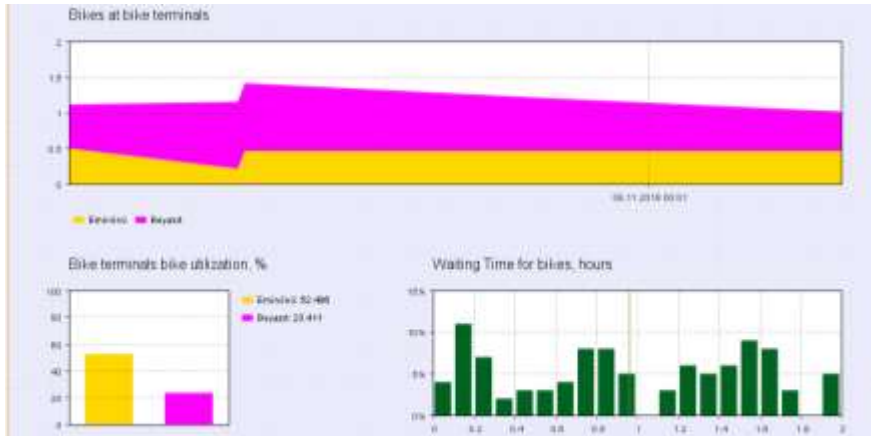 Bikes at bike terminals
2
1.5
1
0.5
0
Beyazıt
Bike terminals bike utilization, %
100
80
60
40
20
0
Waiting Time for bikes, hours
10%
5%
0%
0 0.2 0.4 0.6 0.8 1 1.2 1.4 1.6 1.8 2